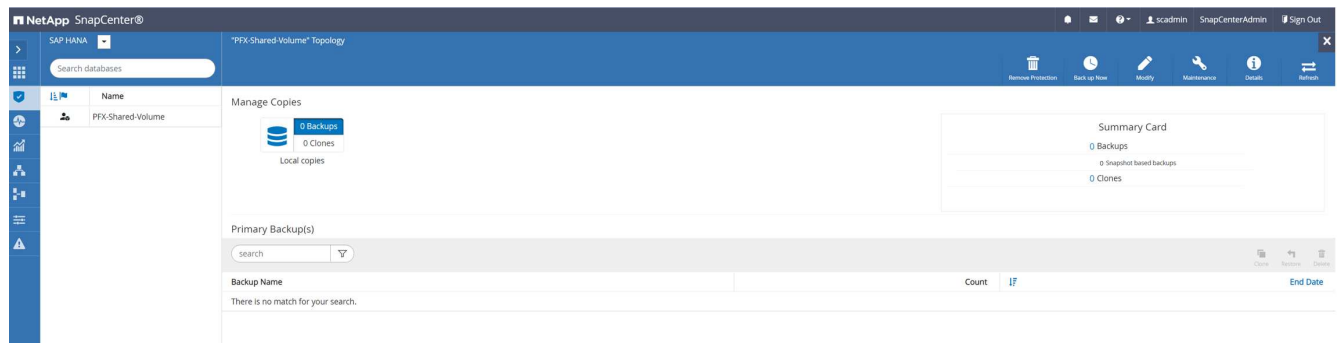 NetApp SnapCenter®
scadmin SnapCenterAdmin Sign Out
SAP HANA
"PFX-Shared-Volume" Topology
Search databases
Remove Protection Back up Now Modify Maintenance Details Refresh
Name
PFX-Shared-Volume
Manage Copies
0 Backups
0 Clones
Local copies
Summary Card
0 Backups
0 Snapshot based backups
0 Clones
Primary Backup(s)
search
Clone Restore Delete
Backup Name Count End Date
There is no match for your search.